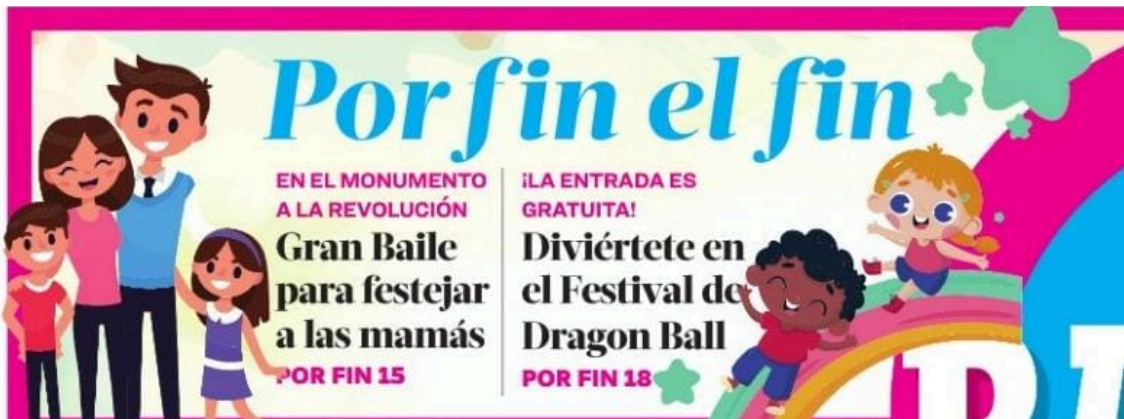 Por fin el fin
EN EL MONUMENTO
A LA REVOLUCIÓN
Gran Baile
para festejar
a las mamás
POR FIN 15
¡LA ENTRADA ES
GRATUITA!
Diviértete en
el Festival de
Dragon Ball
POR FIN 18